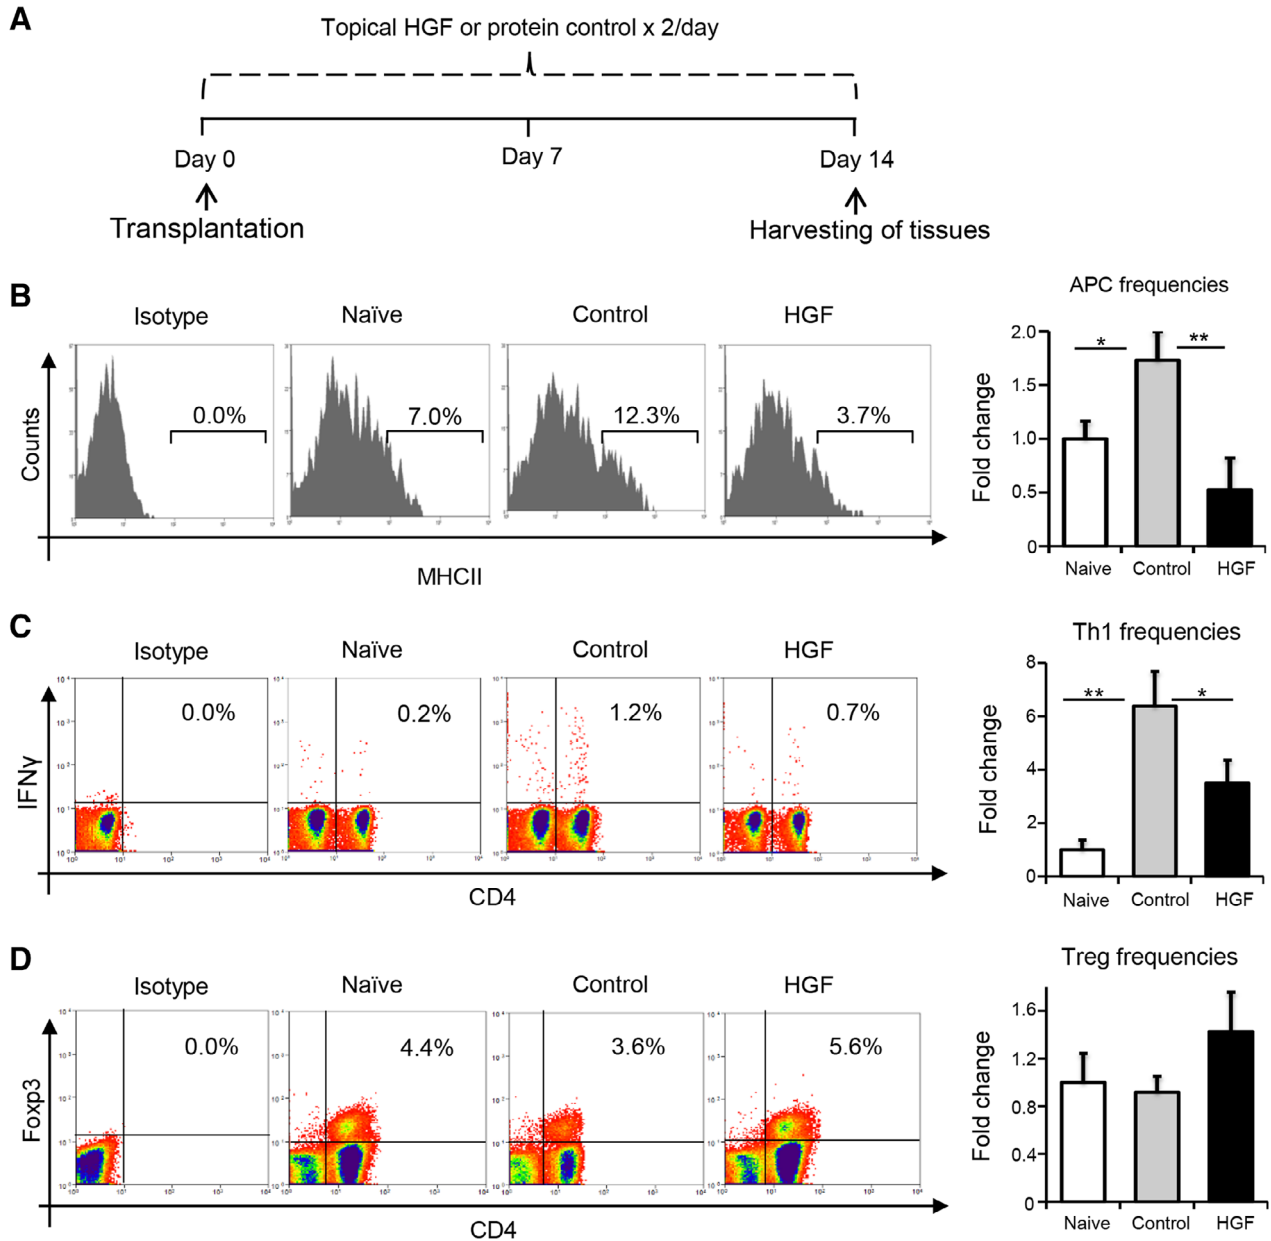 A
Topical HGF or protein control x 2/day
Day 0
Day 7
Day 14
Transplantation
Harvesting of tissues
B
Isotype
Naïve
Control
HGF
0.0%
7.0%
12.3%
3.7%
Counts
MHCII
APC frequencies
Fold change
2.0
1.5
1.0
0.5
0
Naive
Control
HGF
*
**
C
Isotype
Naïve
Control
HGF
0.0%
0.2%
1.2%
0.7%
IFNγ
CD4
Th1 frequencies
Fold change
8
6
4
2
0
Naive
Control
HGF
**
*
D
Isotype
Naïve
Control
HGF
0.0%
4.4%
3.6%
5.6%
Foxp3
CD4
Treg frequencies
Fold change
1.6
1.2
0.8
0.4
0
Naive
Control
HGF